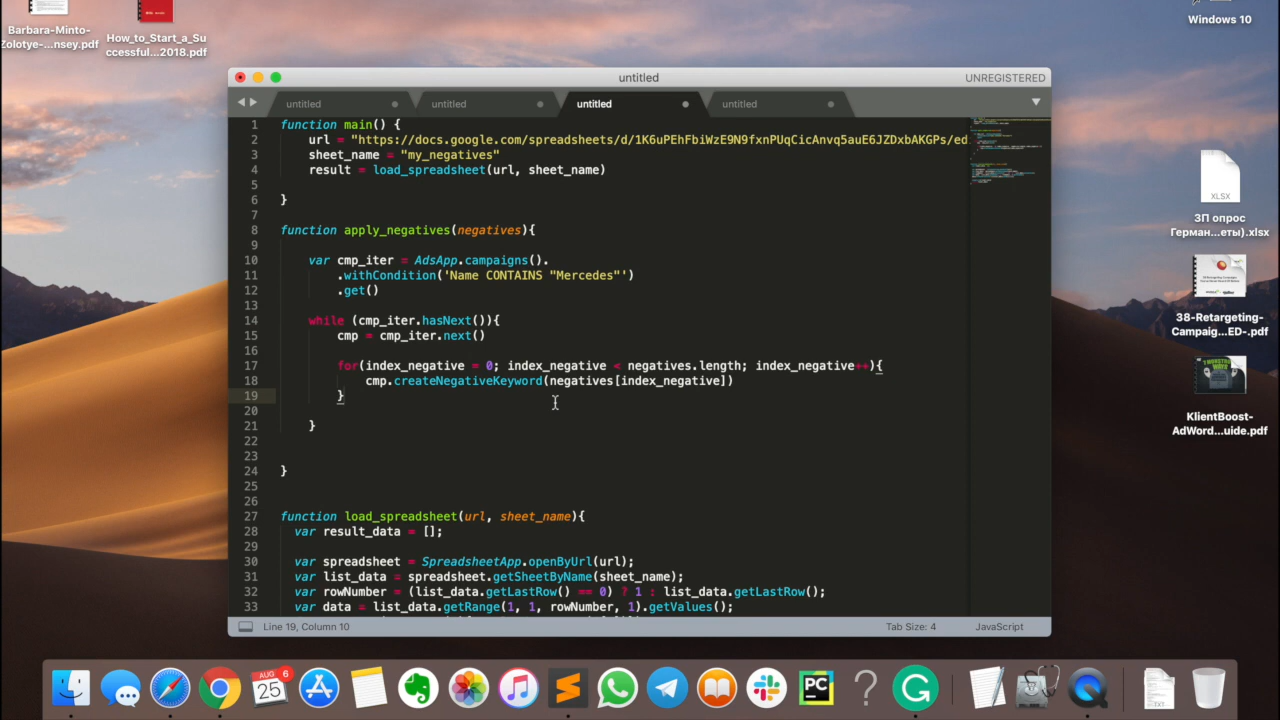 Barbara-Minto-
Zolotye-...nsey.pdf
How_to_Start_a_Su
ccessful...2018.pdf
Windows 10
untitled
UNREGISTERED
untitled
untitled
untitled
untitled
1 function main() {
2 url = "https://docs.google.com/spreadsheets/d/1K6uPEhFbiWzE9N9fxnPUqCicAnvq5auE6JZDxbAKGPs/ed
3 sheet_name = "my_negatives"
4 result = load_spreadsheet(url, sheet_name)
5
6 }
7
8 function apply_negatives(negatives){
9
10 var cmp_iter = AdsApp.campaigns().
11 .withCondition('Name CONTAINS "Mercedes"')
12 .get()
13
14 while (cmp_iter.hasNext()){
15 cmp = cmp_iter.next()
16
17 for(index_negative = 0; index_negative < negatives.length; index_negative++){
18 cmp.createNegativeKeyword(negatives[index_negative])
19 }
20
21 }
22
23
24 }
25
26
27 function load_spreadsheet(url, sheet_name){
28 var result_data = [];
29
30 var spreadsheet = SpreadsheetApp.openByUrl(url);
31 var list_data = spreadsheet.getSheetByName(sheet_name);
32 var rowNumber = (list_data.getLastRow() == 0) ? 1 : list_data.getLastRow();
33 var data = list_data.getRange(1, 1, rowNumber, 1).getValues();
Line 19, Column 10
Tab Size: 4
JavaScript
XLSX
ЗП опрос
Герман...еты).xlsx
38-Retargeting-
Campaig...ED-.pdf
KlientBoost-
AdWord...uide.pdf
AUG
6
25
PC
?
G
.TXT